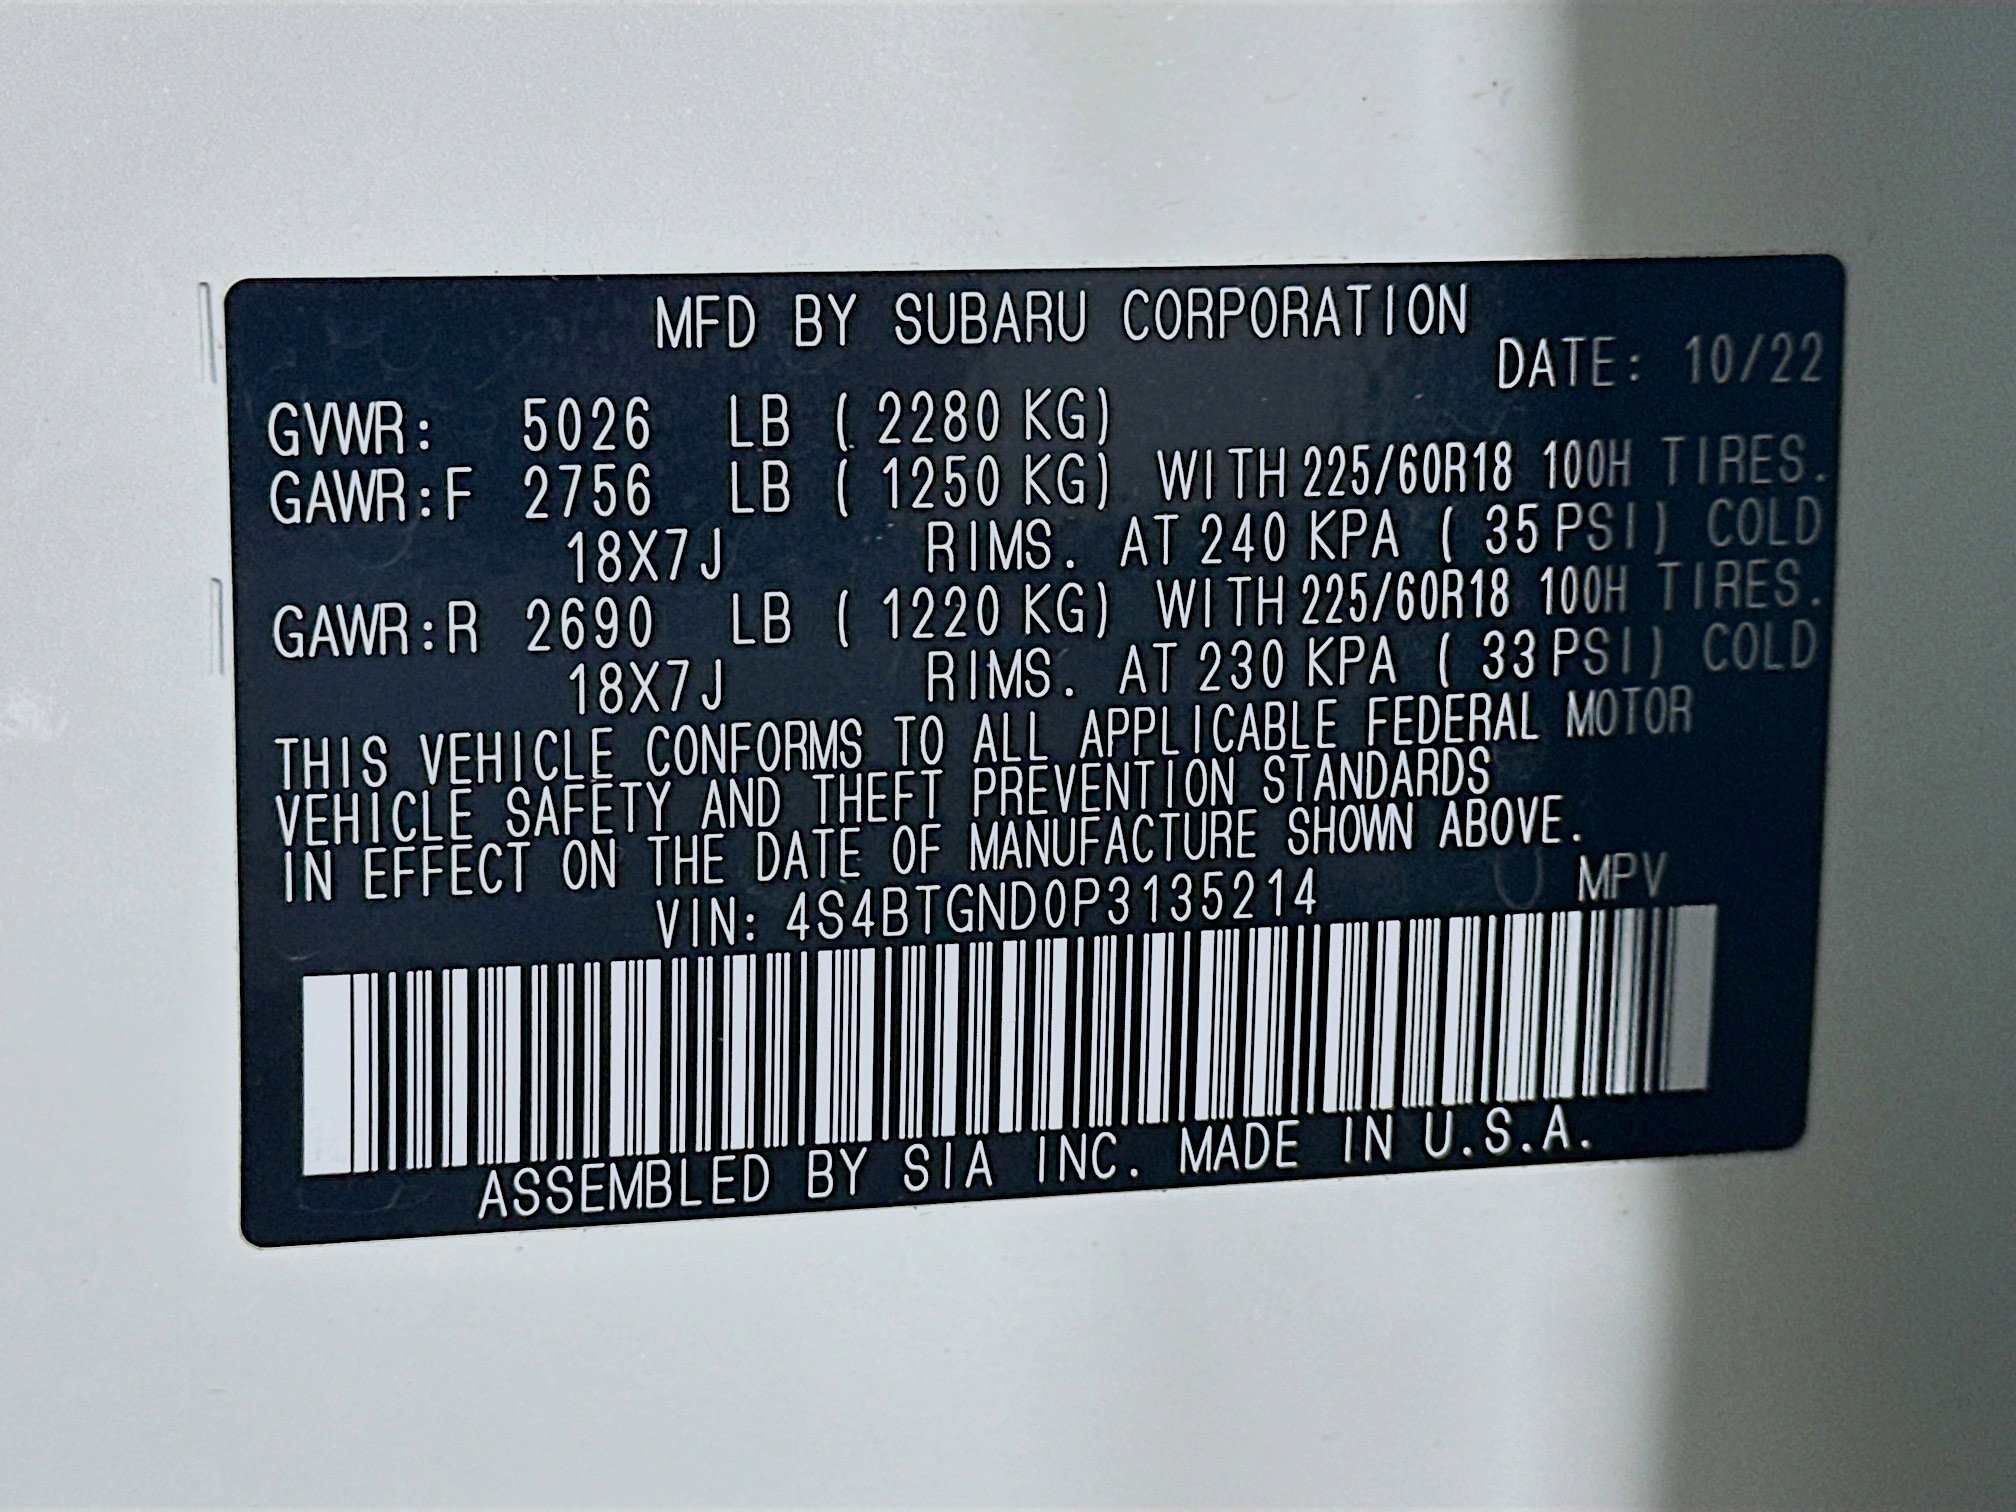 MFD BY SUBARU CORPORATION
DATE: 10/22
GVWR: 5026 LB ( 2280 KG)
GAWR:F 2756 LB ( 1250 KG) WITH 225/60R18 100H TIRES.
18X7J RIMS. AT 240 KPA ( 35 PSI) COLD
GAWR:R 2690 LB ( 1220 KG) WITH 225/60R18 100H TIRES.
18X7J RIMS. AT 230 KPA ( 33 PSI) COLD
THIS VEHICLE CONFORMS TO ALL APPLICABLE FEDERAL MOTOR
VEHICLE SAFETY AND THEFT PREVENTION STANDARDS
IN EFFECT ON THE DATE OF MANUFACTURE SHOWN ABOVE.
VIN: 4S4BTGND0P3135214 MPV
ASSEMBLED BY SIA INC. MADE IN U.S.A.